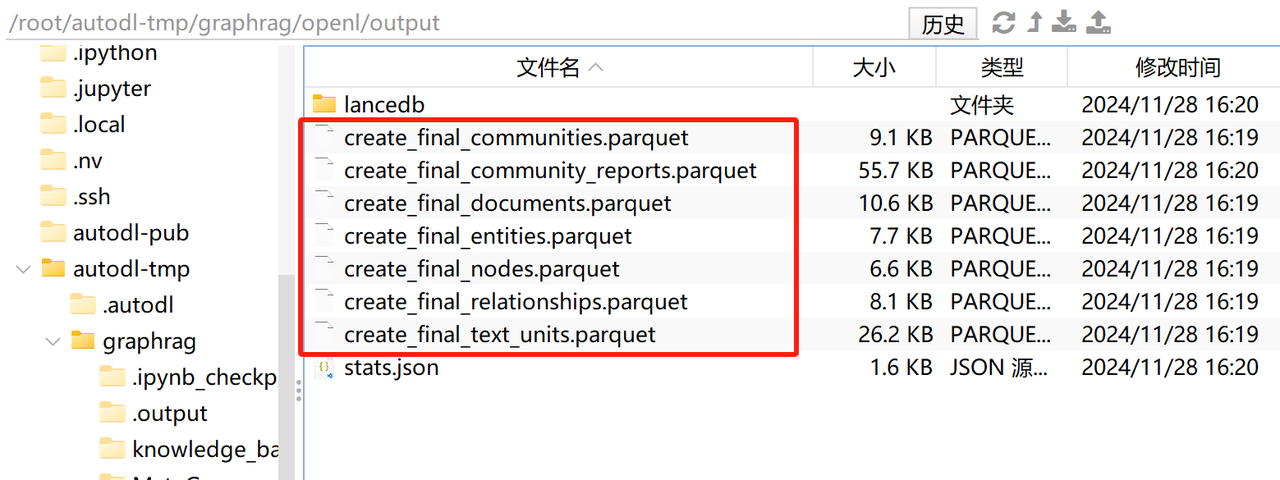 /root/autodl-tmp/graphrag/openl/output 历史
.ipython
.jupyter
.local
.nv
.ssh
autodl-pub
autodl-tmp
.autodl
graphrag
.ipynb_checkp
.output
knowledge_ba
文件名 大小 类型 修改时间
lancedb 文件夹 2024/11/28 16:20
create_final_communities.parquet 9.1 KB PARQUE... 2024/11/28 16:19
create_final_community_reports.parquet 55.7 KB PARQUE... 2024/11/28 16:20
create_final_documents.parquet 10.6 KB PARQUE... 2024/11/28 16:19
create_final_entities.parquet 7.7 KB PARQUE... 2024/11/28 16:19
create_final_nodes.parquet 6.6 KB PARQUE... 2024/11/28 16:19
create_final_relationships.parquet 8.1 KB PARQUE... 2024/11/28 16:19
create_final_text_units.parquet 26.2 KB PARQUE... 2024/11/28 16:19
stats.json 1.6 KB JSON 源... 2024/11/28 16:20